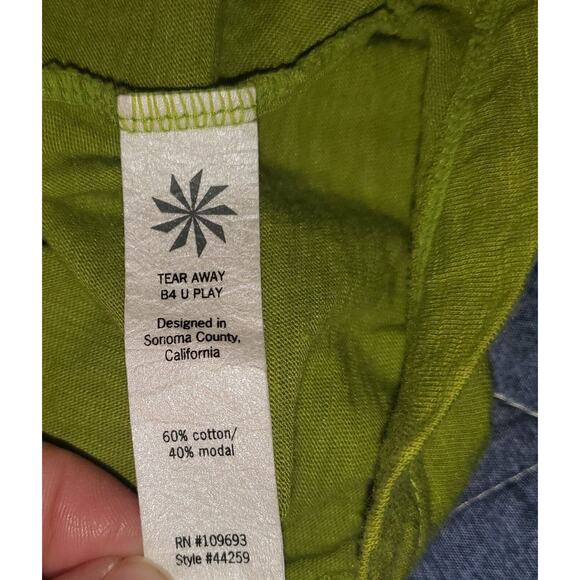 TEAR AWAY
B4 U PLAY
Designed in
Sonoma County,
California
60% cotton/
40% modal
RN #109693
Style #44259